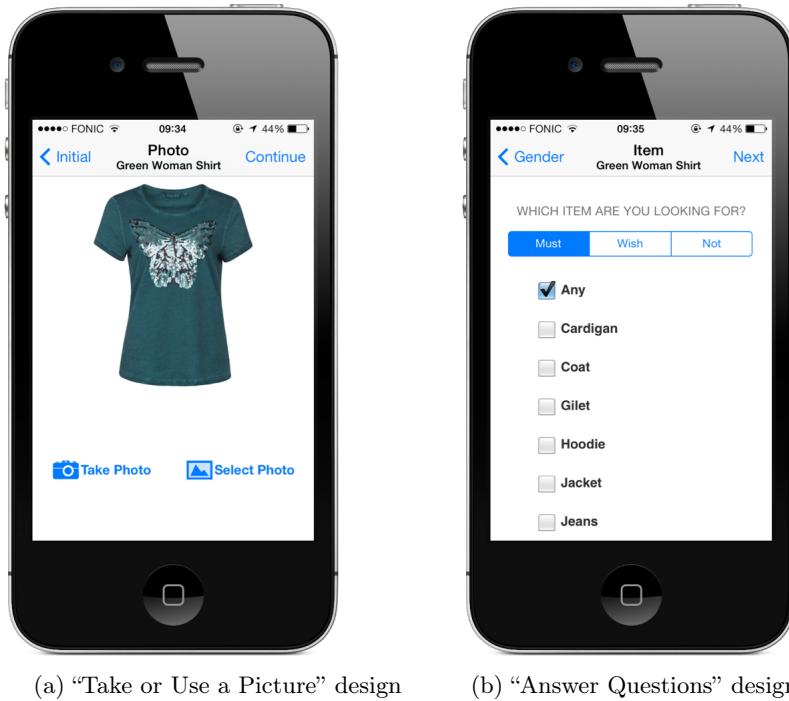 ●●●●○ FONIC 09:34 44%
Initial Photo Continue
Green Woman Shirt
Take Photo Select Photo
(a) “Take or Use a Picture” design
●●●●○ FONIC 09:35 44%
Gender Item Next
Green Woman Shirt
WHICH ITEM ARE YOU LOOKING FOR?
Must Wish Not
Any
Cardigan
Coat
Gilet
Hoodie
Jacket
Jeans
(b) “Answer Questions” design